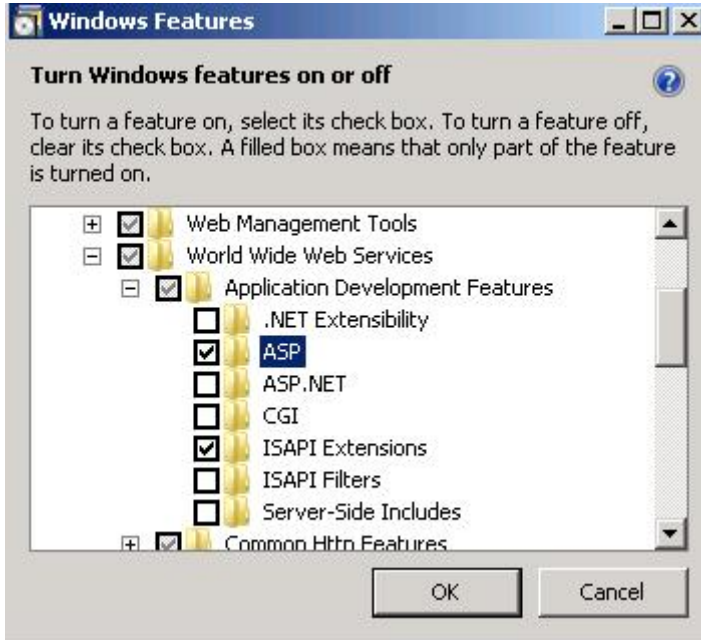 Windows Features
Turn Windows features on or off
To turn a feature on, select its check box. To turn a feature off,
clear its check box. A filled box means that only part of the feature
is turned on.
Web Management Tools
World Wide Web Services
Application Development Features
.NET Extensibility
ASP
ASP.NET
CGI
ISAPI Extensions
ISAPI Filters
Server-Side Includes
Common Http Features
OK Cancel